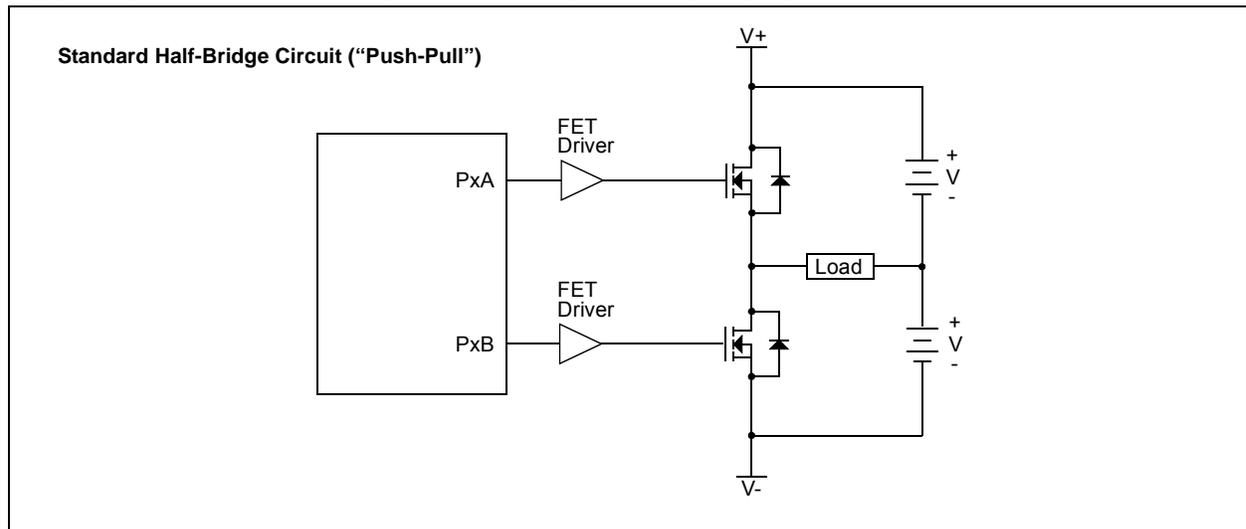 Standard Half-Bridge Circuit (“Push-Pull”)
V+
FET
Driver
PxA
+
V
-
Load
FET
Driver
PxB
+
V
-
V-